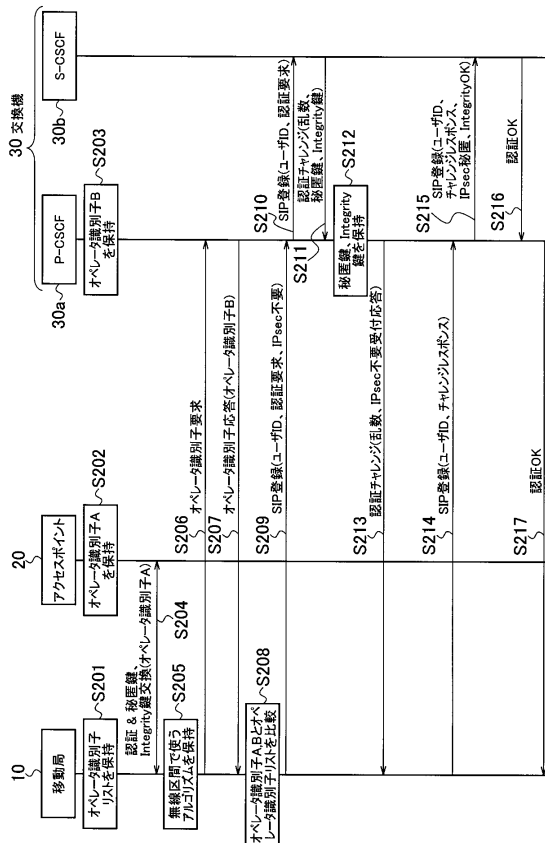 30 交換機
10
移動局
20
アクセスポイント
30a
P-CSCF
30b
S-CSCF
オペレータ識別子
リストを保持
S201
オペレータ識別子A
を保持
S202
オペレータ識別子B
を保持
S203
認証 & 秘匿鍵、
Integrity鍵交換(オペレータ識別子A)
S204
無線区間で使う
アルゴリズムを保持
S205
S206
オペレータ識別子要求
S207
オペレータ識別子応答(オペレータ識別子B)
オペレータ識別子A,Bとオペ
レータ識別子リストを比較
S208
S209
SIP登録(ユーザID、認証要求、IPsec不要)
S210
SIP登録(ユーザID、認証要求)
S211
認証チャレンジ(乱数、
秘匿鍵、Integrity鍵)
秘匿鍵、Integrity
鍵を保持
S212
S213
認証チャレンジ(乱数、IPsec不要受付応答)
S214
SIP登録(ユーザID、チャレンジレスポンス)
S215
SIP登録(ユーザID、
チャレンジレスポンス、
IPsec秘匿、IntegrityOK)
S216
認証OK
S217
認証OK